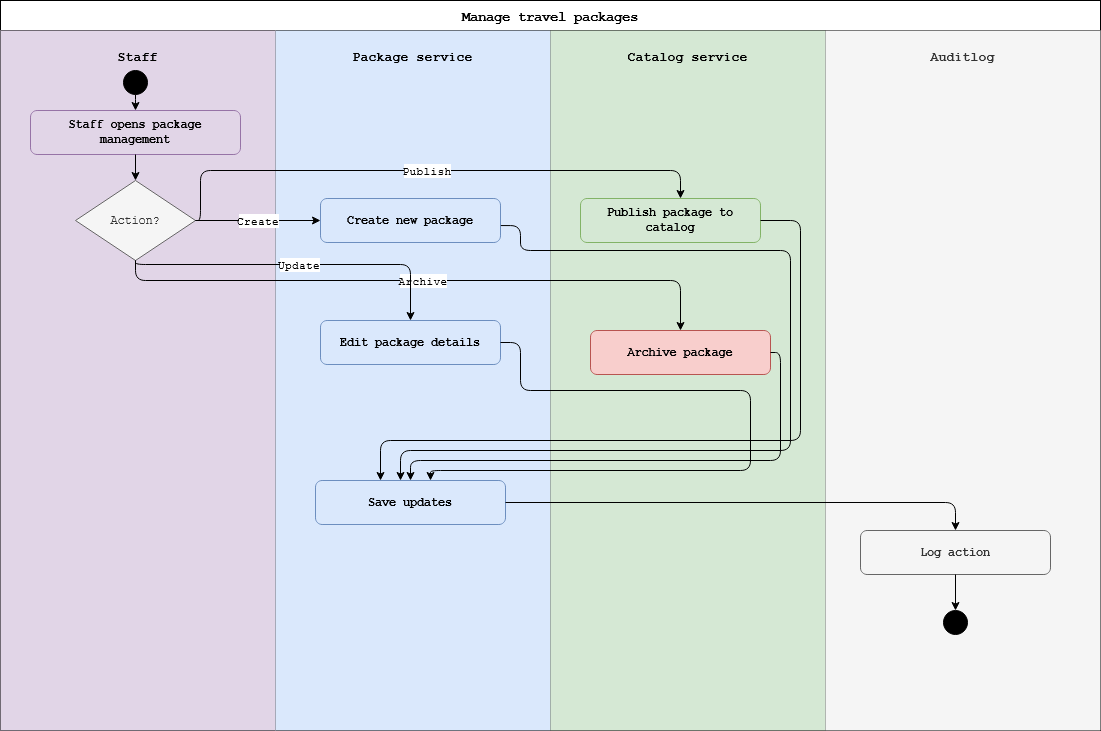 Manage travel packages
Staff
Package service
Catalog service
Auditlog
Staff opens package
management
Publish
Action?
Create
Create new package
Publish package to
catalog
Update
Archive
Edit package details
Archive package
Save updates
Log action